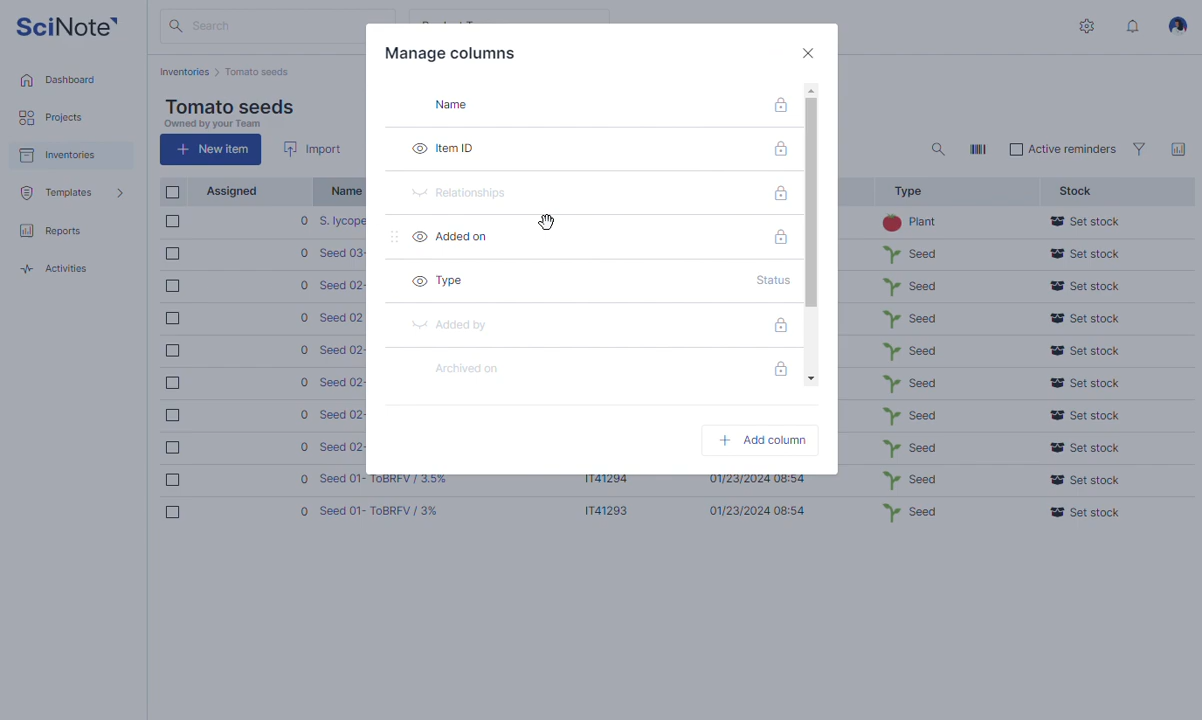 SciNote
Search
Dashboard
Projects
Inventories
Templates
Reports
Activities
Inventories > Tomato seeds
Tomato seeds
Owned by your Team
+ New item
Import
Active reminders
Assigned
Name
Type
Stock
0
Plant
Set stock
0 Seed 03-
Seed
Set stock
0 Seed 02-
Seed
Set stock
0 Seed 02
Seed
Set stock
0 Seed 02-
Seed
Set stock
0 Seed 02-
Seed
Set stock
0 Seed 02-
Seed
Set stock
0 Seed 02-
Seed
Set stock
0 Seed 01- ToBRFV / 3.5% IT41294 01/23/2024 08:54 Seed Set stock
0 Seed 01- ToBRFV / 3% IT41293 01/23/2024 08:54 Seed Set stock
Manage columns
Name
Item ID
Relationships
Added on
Type Status
Added by
Archived on
+ Add column